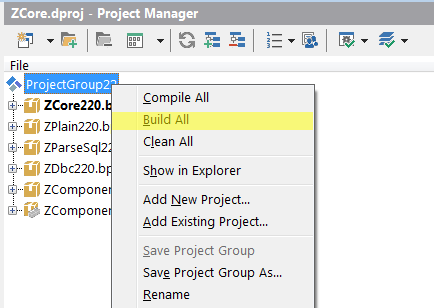 ZCore.dproj - Project Manager
File
ProjectGroup22
ZCore220.b
ZPlain220.b
ZParseSql22
ZDbc220.bp
ZComponen
ZCompone
Compile All
Build All
Clean All
Show in Explorer
Add New Project...
Add Existing Project...
Save Project Group
Save Project Group As...
Rename